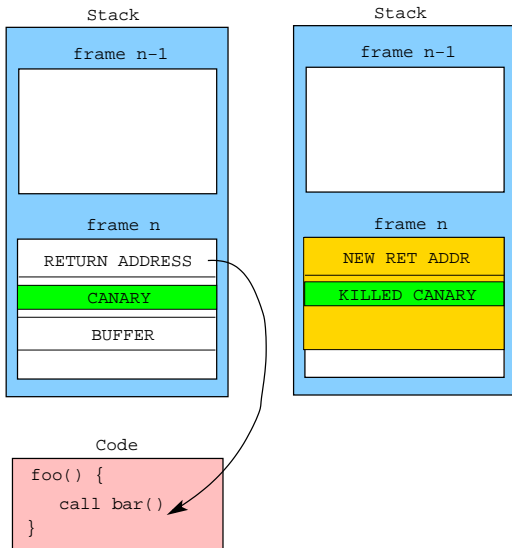 Stack
frame n-1
frame n
RETURN ADDRESS
CANARY
BUFFER
Code
foo() {
call bar()
}
Stack
frame n-1
frame n
NEW RET ADDR
KILLED CANARY